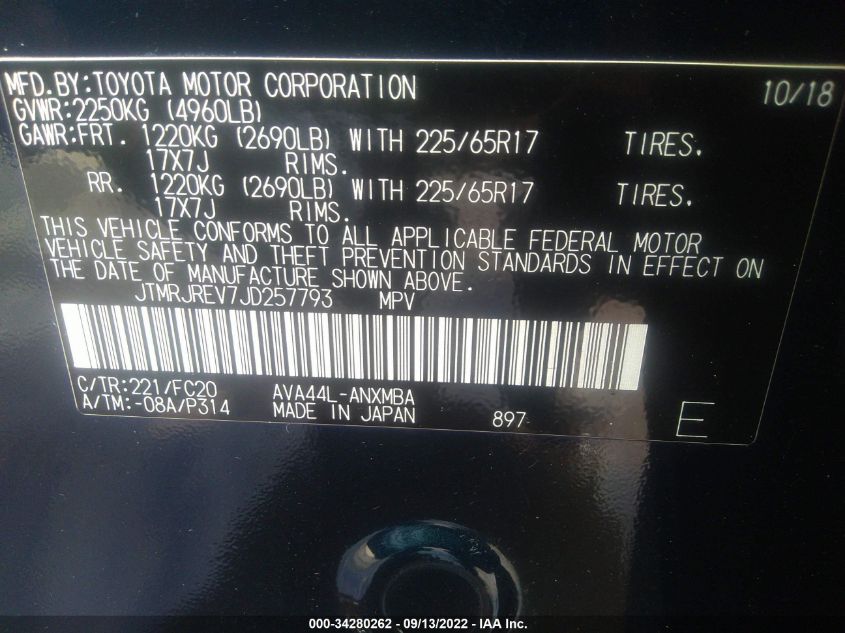 MFD.BY:TOYOTA MOTOR CORPORATION 10/18
GVWR:2250KG (4960LB)
GAWR:FRT. 1220KG (2690LB) WITH 225/65R17 TIRES.
17X7J RIMS.
RR. 1220KG (2690LB) WITH 225/65R17 TIRES.
17X7J RIMS.
THIS VEHICLE CONFORMS TO ALL APPLICABLE FEDERAL MOTOR
VEHICLE SAFETY AND THEFT PREVENTION STANDARDS IN EFFECT ON
THE DATE OF MANUFACTURE SHOWN ABOVE.
JTMRJREV7JD257793 MPV
C/TR:221/FC20 AVA44L-ANXMBA
A/TM:-08A/P314 MADE IN JAPAN 897 E
000-34280262 - 09/13/2022 - IAA Inc.